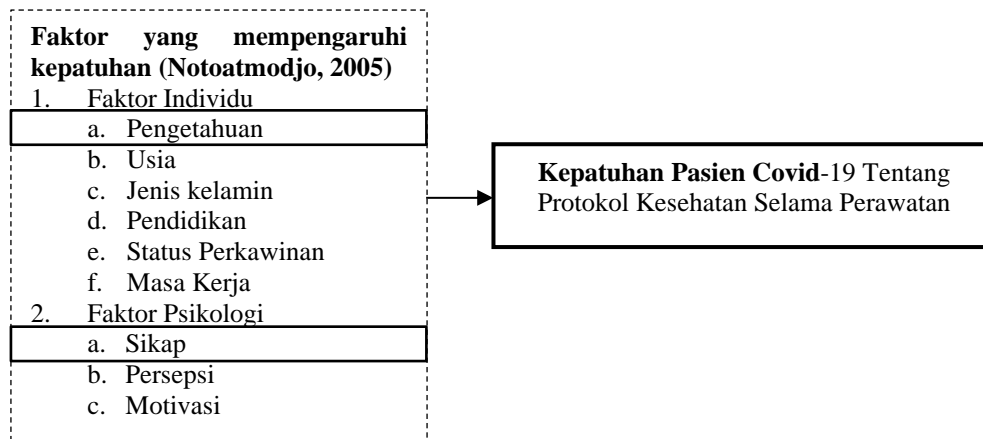 Faktor yang mempengaruhi
kepatuhan (Notoatmodjo, 2005)
1. Faktor Individu
a. Pengetahuan
b. Usia
c. Jenis kelamin
d. Pendidikan
e. Status Perkawinan
f. Masa Kerja
2. Faktor Psikologi
a. Sikap
b. Persepsi
c. Motivasi
Kepatuhan Pasien Covid-19 Tentang
Protokol Kesehatan Selama Perawatan